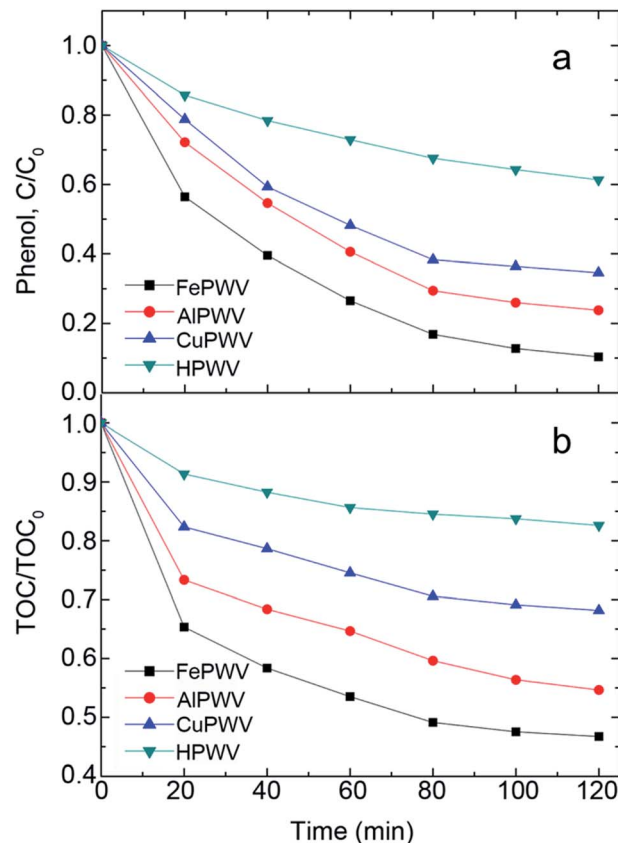 a
1.0
0.8
0.6
0.4
0.2
0.0
Phenol, C/C₀
FePWV
AlPWV
CuPWV
HPWV
b
1.0
0.9
0.8
0.7
0.6
0.5
0.4
TOC/TOC₀
FePWV
AlPWV
CuPWV
HPWV
0 20 40 60 80 100 120
Time (min)